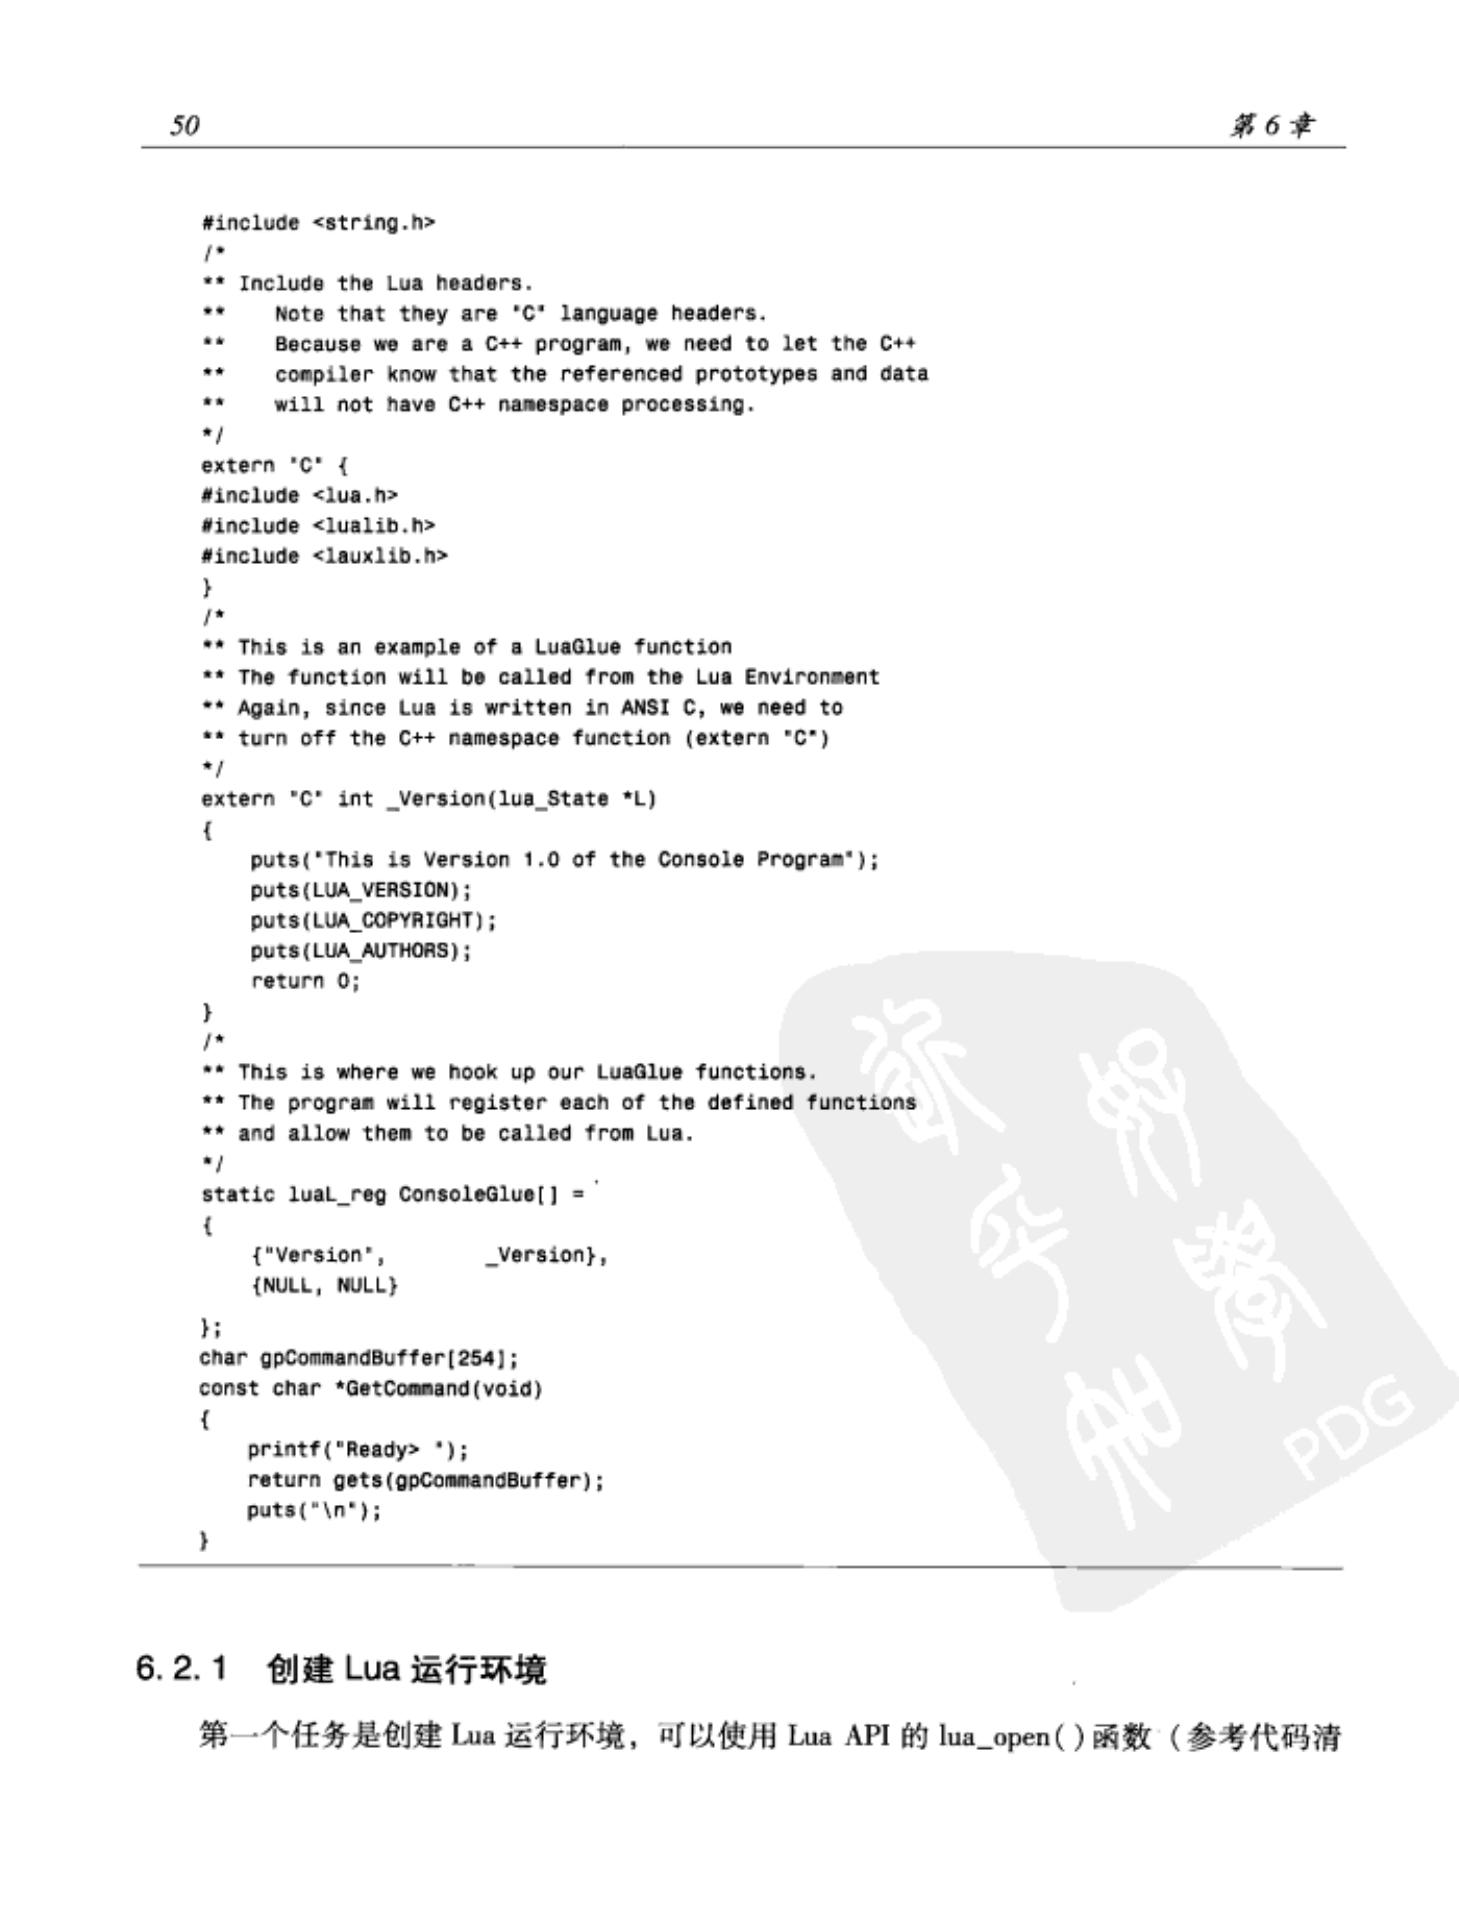 50 第6章
#include <string.h>
/*
** Include the Lua headers.
**    Note that they are "C" language headers.
**    Because we are a C++ program, we need to let the C++
**    compiler know that the referenced prototypes and data
**    will not have C++ namespace processing.
*/
extern "C" {
#include <lua.h>
#include <lualib.h>
#include <lauxlib.h>
}
/*
** This is an example of a LuaGlue function
** The function will be called from the Lua Environment
** Again, since Lua is written in ANSI C, we need to
** turn off the C++ namespace function (extern "C")
*/
extern "C" int _Version(lua_State *L)
{
    puts("This is Version 1.0 of the Console Program");
    puts(LUA_VERSION);
    puts(LUA_COPYRIGHT);
    puts(LUA_AUTHORS);
    return 0;
}
/*
** This is where we hook up our LuaGlue functions.
** The program will register each of the defined functions
** and allow them to be called from Lua.
*/
static luaL_reg ConsoleGlue[] =
{
    {"Version",        _Version},
    {NULL, NULL}
};
char gpCommandBuffer[254];
const char *GetCommand(void)
{
    printf("Ready> ");
    return gets(gpCommandBuffer);
    puts("\n");
}
PDG
6.2.1 创建 Lua 运行环境
第一个任务是创建 Lua 运行环境，可以使用 Lua API 的 lua_open()函数（参考代码清